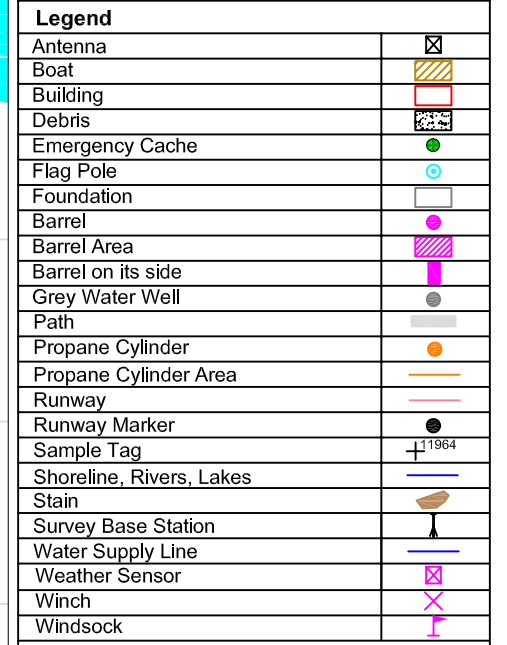 Legend
Antenna
Boat
Building
Debris
Emergency Cache
Flag Pole
Foundation
Barrel
Barrel Area
Barrel on its side
Grey Water Well
Path
Propane Cylinder
Propane Cylinder Area
Runway
Runway Marker
Sample Tag 11964
Shoreline, Rivers, Lakes
Stain
Survey Base Station
Water Supply Line
Weather Sensor
Winch
Windsock